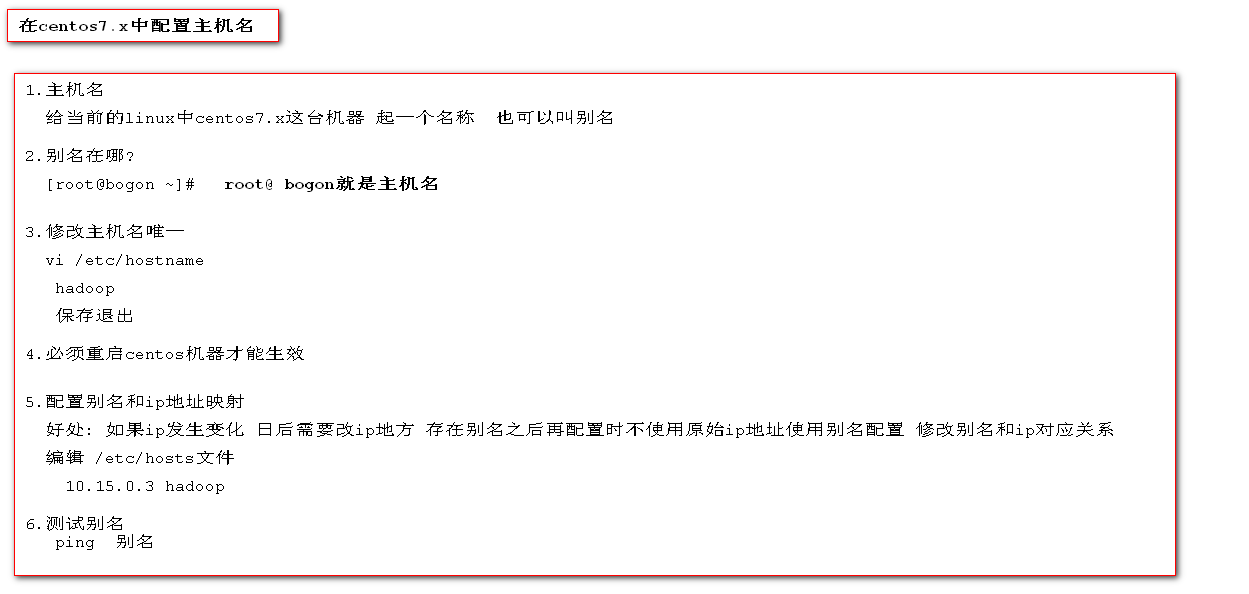 在centos7.x中配置主机名
1.主机名
给当前的linux中centos7.x这台机器 起一个名称 也可以叫别名
2.别名在哪?
[root@bogon ~]# root@ bogon就是主机名
3.修改主机名唯一
vi /etc/hostname
hadoop
保存退出
4.必须重启centos机器才能生效
5.配置别名和ip地址映射
好处: 如果ip发生变化 日后需要改ip地方 存在别名之后再配置时不使用原始ip地址使用别名配置 修改别名和ip对应关系
编辑 /etc/hosts文件
10.15.0.3 hadoop
6.测试别名
ping 别名